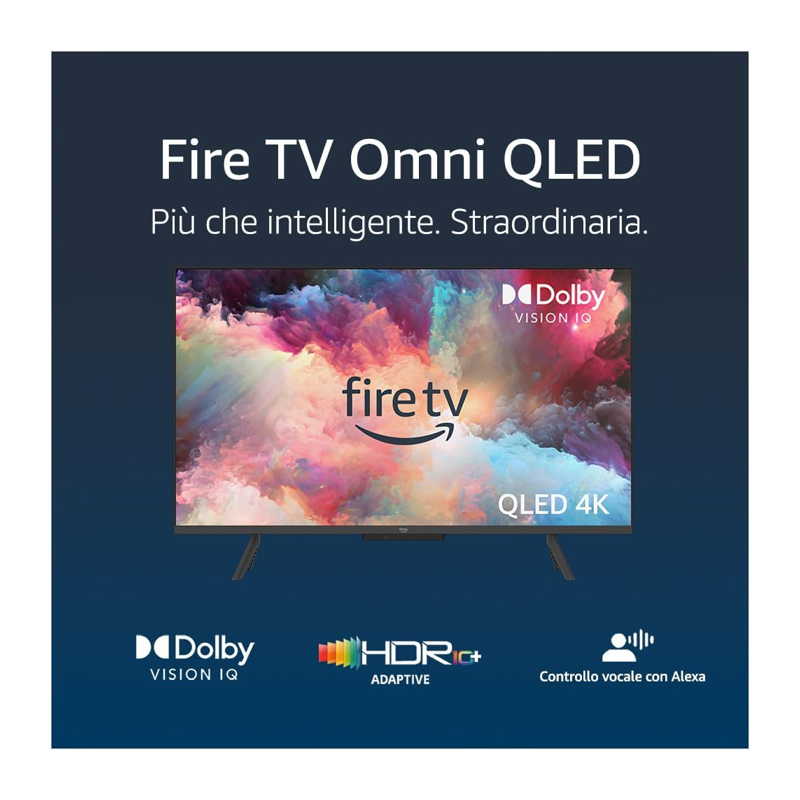 Fire TV Omni QLED
Più che intelligente. Straordinaria.
Dolby
VISION IQ
fire tv
QLED 4K
Dolby
VISION IQ
HDR10+
ADAPTIVE
Controllo vocale con Alexa